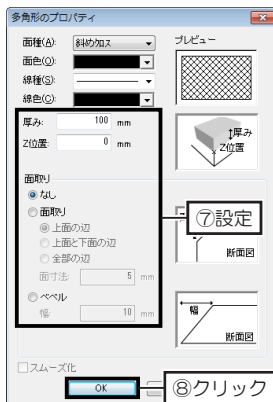 多角形のプロパティ
面種(A): 斜めクロス
プレビュー
面色(O):
線種(S):
線色(C):
厚み: 100 mm
Z位置: 0 mm
厚み
Z位置
面取り
なし
面取り
上面の辺
上面と下面の辺
全部の辺
面寸法: 5 mm
⑦設定
断面図
ベベル
幅: 10 mm
幅
断面図
スムーズ化
OK
⑧クリック